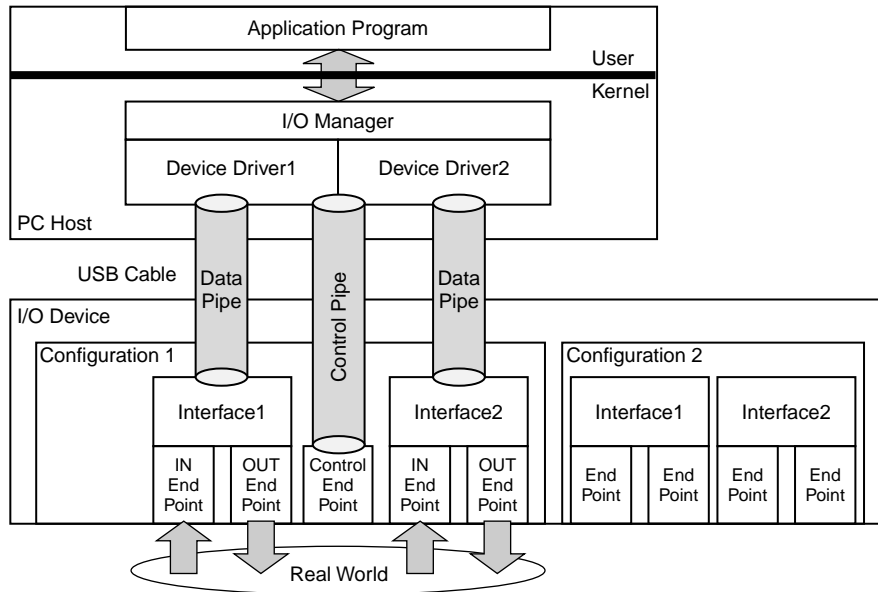 Application Program
User
Kernel
I/O Manager
Device Driver1
Device Driver2
PC Host
USB Cable
Data
Pipe
Control Pipe
Data
Pipe
I/O Device
Configuration 1
Configuration 2
Interface1
Interface2
Interface1
Interface2
IN
End
Point
OUT
End
Point
Control
End
Point
IN
End
Point
OUT
End
Point
End
Point
End
Point
End
Point
End
Point
Real World